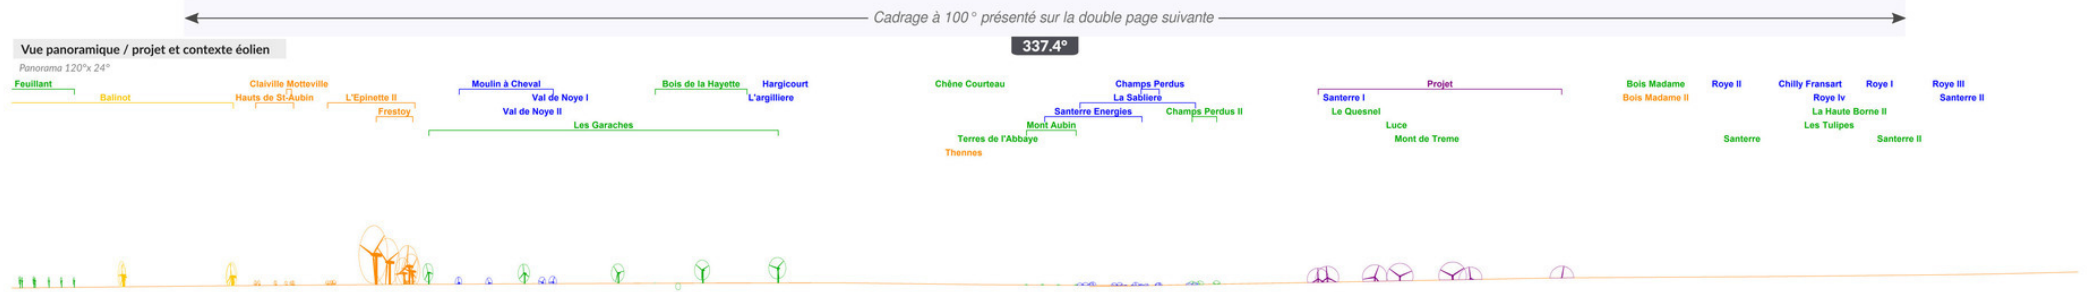 Cadrage à 100° présenté sur la double page suivante
Vue panoramique / projet et contexte éolien
337.4°
Panorama 120°x 24°
Feuillant Claiville Motteville Moulin à Cheval Bois de la Hayette Hargicourt Chêne Courteau Champs Perdus Projet Bois Madame Roye II Chilly Fransart Roye I Roye III
Balinot Hauts de St-Aubin L'Epinette II Val de Noye I L'argilliere La Sabliere Santerre I Bois Madame II Roye Iv Santerre II
Frestoy Val de Noye II Santerre Energies Champs Perdus II Le Quesnel La Haute Borne II
Les Garaches Mont Aubin Luce Les Tulipes
Terres de l'Abbaye Mont de Treme Santerre Santerre II
Thennes